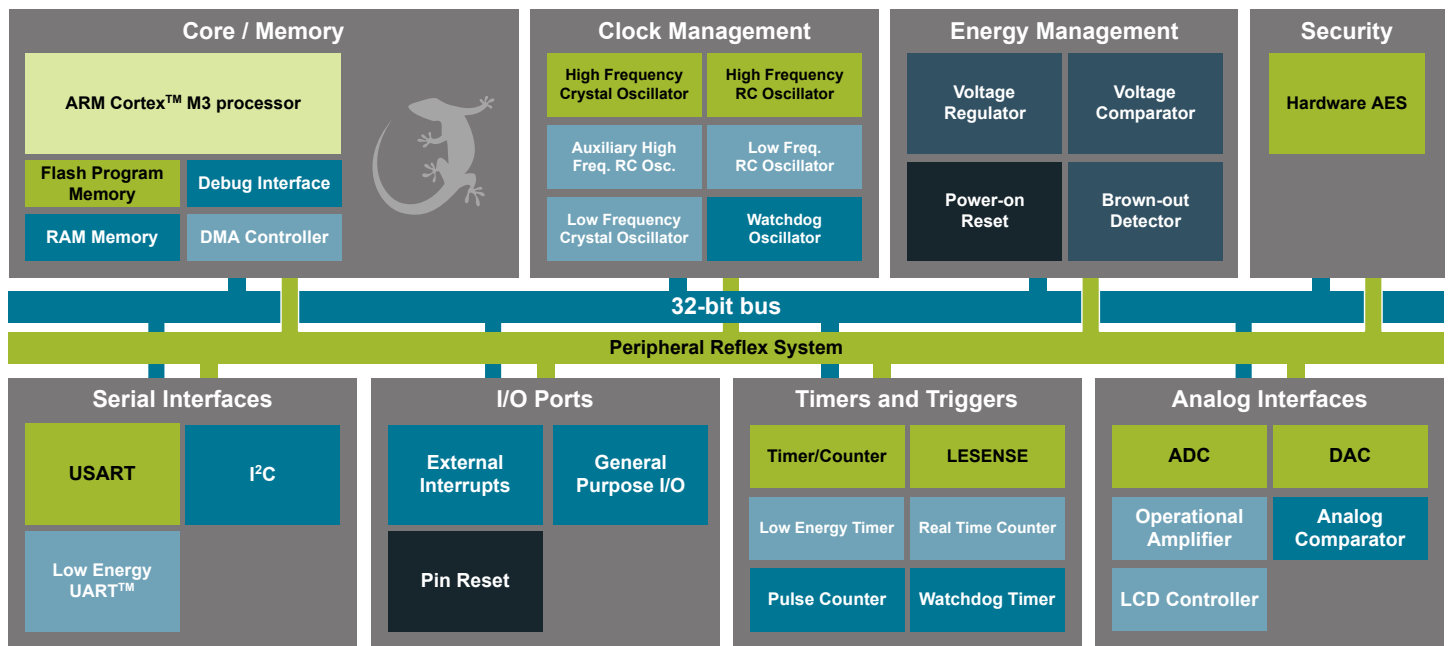 Core / Memory
ARM Cortex™ M3 processor
Flash Program
Memory
Debug Interface
RAM Memory
DMA Controller
Clock Management
High Frequency
Crystal Oscillator
High Frequency
RC Oscillator
Auxiliary High
Freq. RC Osc.
Low Freq.
RC Oscillator
Low Frequency
Crystal Oscillator
Watchdog
Oscillator
Energy Management
Voltage
Regulator
Voltage
Comparator
Power-on
Reset
Brown-out
Detector
Security
Hardware AES
32-bit bus
Peripheral Reflex System
Serial Interfaces
USART
I²C
Low Energy
UART™
I/O Ports
External
Interrupts
General
Purpose I/O
Pin Reset
Timers and Triggers
Timer/Counter
LESENSE
Low Energy Timer
Real Time Counter
Pulse Counter
Watchdog Timer
Analog Interfaces
ADC
DAC
Operational
Amplifier
Analog
Comparator
LCD Controller